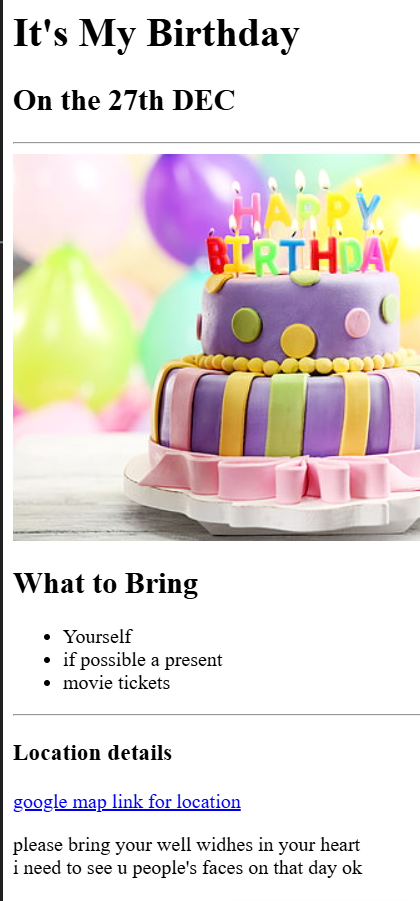 It's My Birthday
On the 27th DEC
HAPPY
BIRTHDAY
What to Bring
Yourself
if possible a present
movie tickets
Location details
google map link for location
please bring your well widhes in your heart
i need to see u people's faces on that day ok